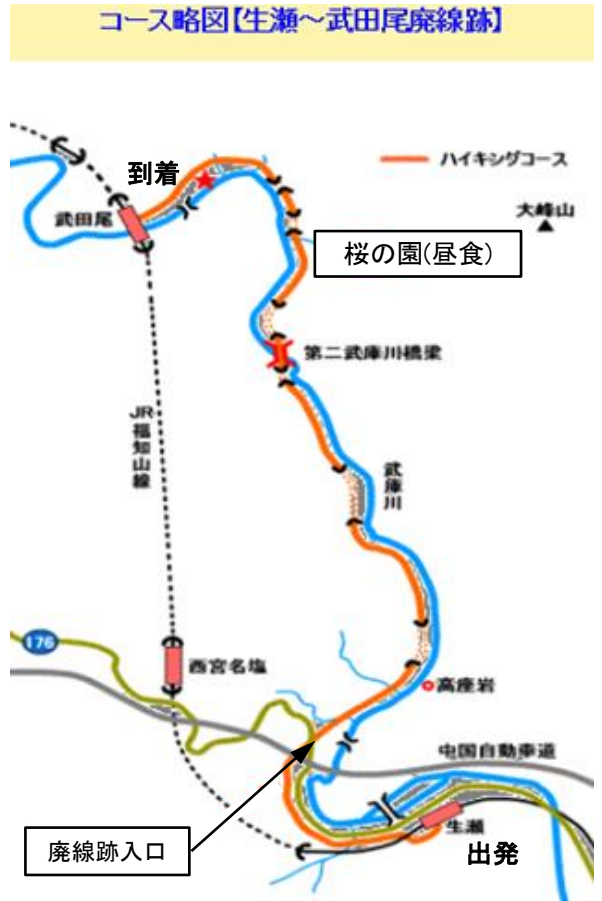 コース略図【生瀬～武田尾廃線跡】
到着
ハイキングコース
武田尾
大峰山
桜の園(昼食)
第二武庫川橋梁
JR福知山線
武庫川
176
西宮名塩
高座岩
中国自動車道
廃線跡入口
生瀬
出発